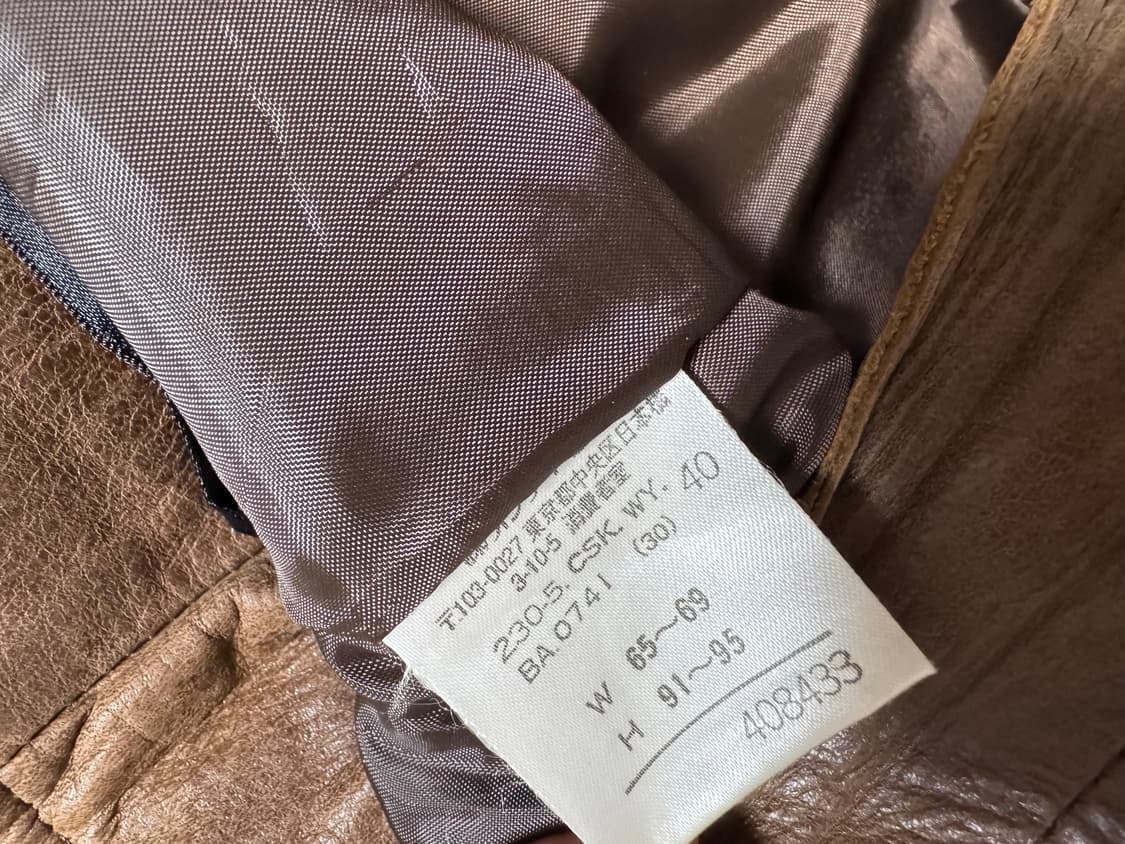 〒103-0027 東京都中央区日本橋
3-10-5 消費者室
230-5. CSK. WY. 40
BA.0741 (30)
W 65~69
H 91~95
408433